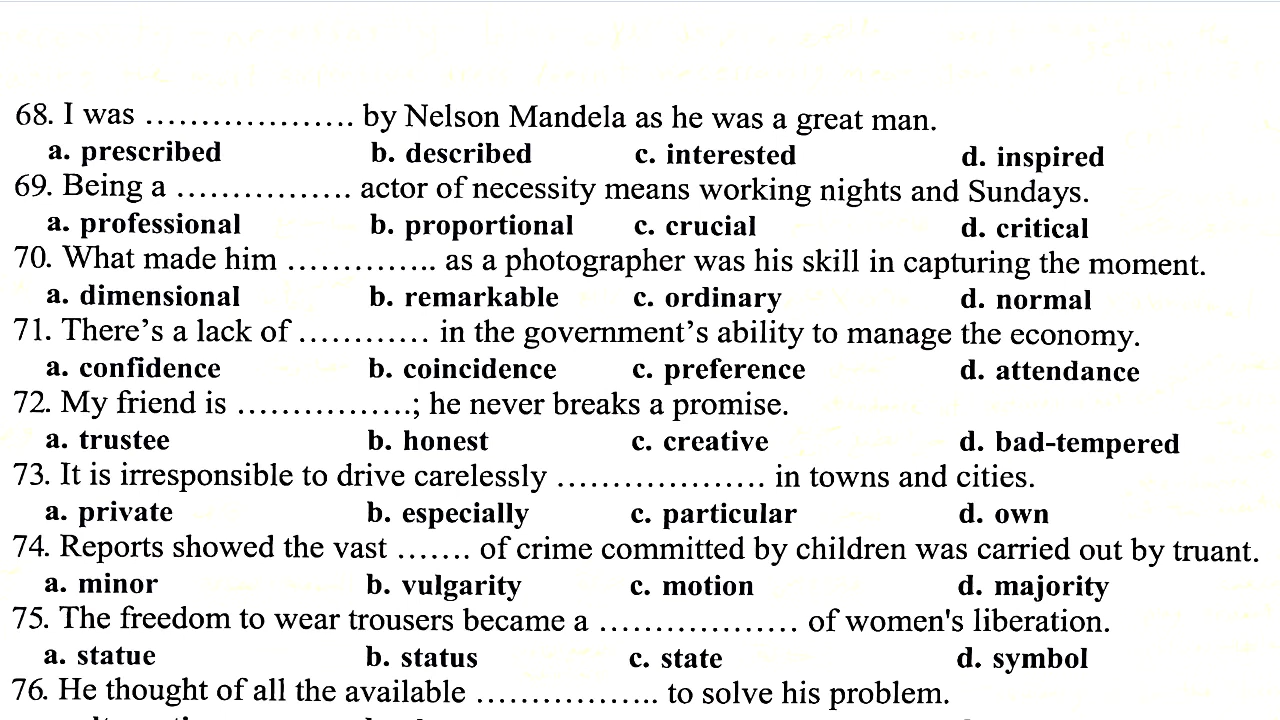 68. I was ………………. by Nelson Mandela as he was a great man.
a. prescribed b. described c. interested d. inspired
69. Being a ……………. actor of necessity means working nights and Sundays.
a. professional b. proportional c. crucial d. critical
70. What made him ………….. as a photographer was his skill in capturing the moment.
a. dimensional b. remarkable c. ordinary d. normal
71. There's a lack of ………… in the government's ability to manage the economy.
a. confidence b. coincidence c. preference d. attendance
72. My friend is …………….; he never breaks a promise.
a. trustee b. honest c. creative d. bad-tempered
73. It is irresponsible to drive carelessly ………………. in towns and cities.
a. private b. especially c. particular d. own
74. Reports showed the vast ……. of crime committed by children was carried out by truant.
a. minor b. vulgarity c. motion d. majority
75. The freedom to wear trousers became a ………………. of women's liberation.
a. statue b. status c. state d. symbol
76. He thought of all the available …………….. to solve his problem.